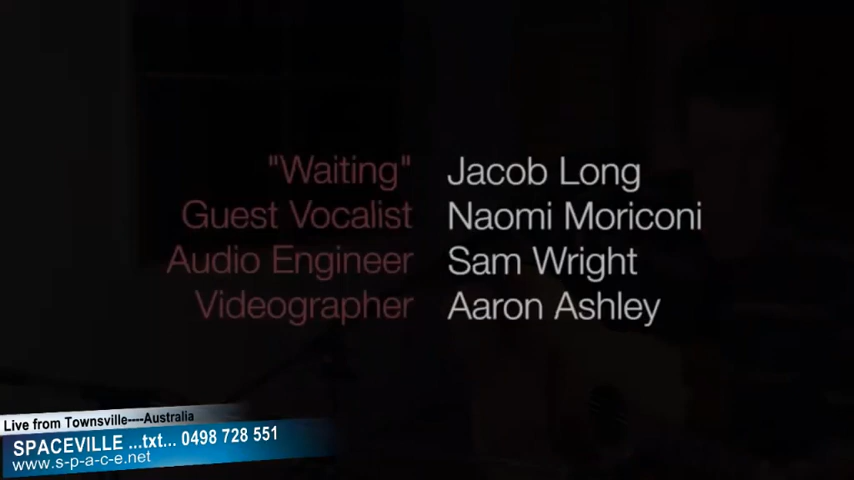 "Waiting" Jacob Long
Guest Vocalist Naomi Moriconi
Audio Engineer Sam Wright
Videographer Aaron Ashley
Live from Townsville----Australia
SPACEVILLE ...txt... 0498 728 551
www.s-p-a-c-e.net